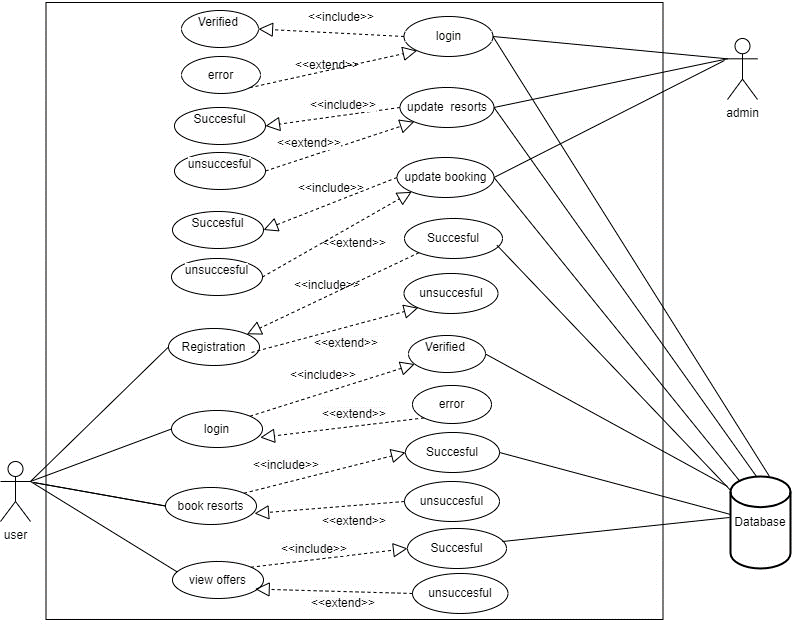 Verified
<<include>>
login
error
<<extend>>
admin
Succesful
<<include>>
update resorts
unsuccesful
<<extend>>
update booking
<<include>>
Succesful
<<extend>>
Succesful
unsuccesful
<<include>>
unsuccesful
Registration
<<extend>>
Verified
<<include>>
error
login
<<extend>>
Succesful
<<include>>
book resorts
unsuccesful
<<extend>>
Database
user
<<include>>
Succesful
view offers
unsuccesful
<<extend>>